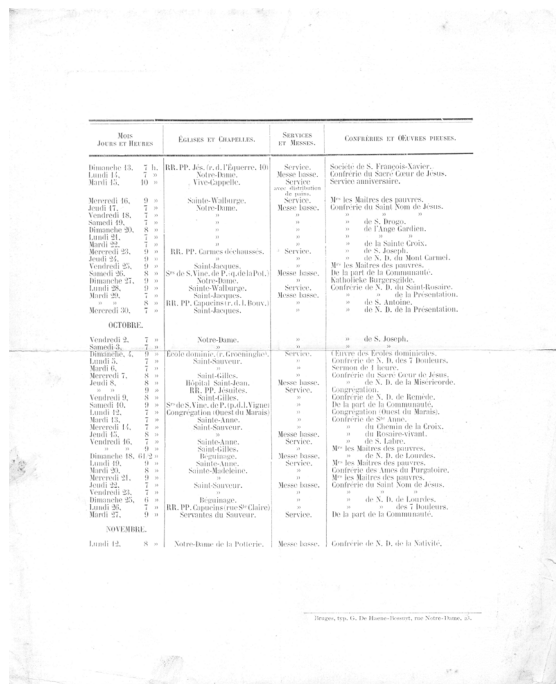 MOIS JOURS ET HEURES | ÉGLISES ET CHAPELLES. | SERVICES ET MESSES. | CONFRÉRIES ET ŒUVRES PIEUSES.
Dimanche 13, 7 h. RR. PP. Jés. (r. d. l'Équerre, 10) Service. Société de S. François-Xavier.
Lundi 14, 7 » Notre-Dame. Messe basse. Confrérie du Sacré Cœur de Jésus.
Mardi 15, 10 » Vive-Cappelle. Service avec distribution de pains. Service anniversaire.
Mercredi 16, 9 » Sainte-Walburge. Service. Mrs les Maîtres des pauvres.
Jeudi 17, 7 » Notre-Dame. Messe basse. Confrérie du Saint Nom de Jésus.
Vendredi 18, 7 » » » » » »
Samedi 19, 7 » » » » de S. Drogo.
Dimanche 20, 8 » » » » de l'Ange Gardien.
Lundi 21, 7 » » » » »
Mardi 22, 7 » » » » de la Sainte Croix.
Mercredi 23, 9 » RR. PP. Carmes déchaussés. Service. » de S. Joseph.
Jeudi 24, 9 » » » » de N. D. du Mont Carmel.
Vendredi 25, 9 » Saint-Jacques. » Mrs les Maîtres des pauvres.
Samedi 26, 8 » Srs de S. Vinc. de P. (q. de la Pot.) Messe basse. De la part de la Communauté.
Dimanche 27, 9 » Notre-Dame. » Katholieke Burgersgilde.
Lundi 28, 9 » Sainte-Walburge. Service. Confrérie de N. D. du Saint-Rosaire.
Mardi 29, 7 » Saint-Jacques. Messe basse. » » de la Présentation.
» » 8 » RR. PP. Capucins (r. d. l. Bouv.) » » de S. Antoine.
Mercredi 30, 7 » Saint-Jacques. » » de N. D. de la Présentation.
OCTOBRE.
Vendredi 2, 7 » Notre-Dame. » » de S. Joseph.
Samedi 3, 7 » » » » »
Dimanche, 4, 9 » École dominic. (r. Groeninghe). Service. Œuvre des Écoles dominicales.
Lundi 5, 7 » Saint-Sauveur. » Confrérie de N. D. des 7 Douleurs.
Mardi 6, 7 » » » Sermon de 4 heure.
Mercredi 7, 8 » Saint-Gilles. » Confrérie du Sacré Cœur de Jésus.
Jeudi 8, 8 » Hôpital Saint-Jean. Messe basse. » de N. D. de la Miséricorde.
» » 9 » RR. PP. Jésuites. Service. Congrégation.
Vendredi 9, 8 » Saint-Gilles. » Confrérie de N. D. de Remède.
Samedi 10, 9 » Srs de S. Vinc. de P. (p. d. l. Vigne) » De la part de la Communauté.
Lundi 12, 7 » Congrégation (Ouest du Marais) » Congrégation (Ouest du Marais).
Mardi 13, 7 » Sainte-Anne. » Confrérie de Ste Anne.
Mercredi 14, 7 » Saint-Sauveur. » » du Chemin de la Croix.
Jeudi 15, 8 » » Messe basse. » du Rosaire-vivant.
Vendredi 16, 7 » Sainte-Anne. Service. » de S. Labre.
» » 9 » Saint-Gilles. » Mrs les Maîtres des pauvres.
Dimanche 18, 61/2 » Béguinage. Messe basse. » de N. D. de Lourdes.
Lundi 19, 9 » Sainte-Anne. Service. Mrs les Maîtres des pauvres.
Mardi 20, 8 » Sainte-Madeleine. » Confrérie des Âmes du Purgatoire.
Mercredi 21, 9 » » » Mrs les Maîtres des pauvres.
Jeudi 22, 7 » Saint-Sauveur. Messe basse. Confrérie du Saint Nom de Jésus.
Vendredi 23, 7 » » » » » »
Dimanche 25, 6 » Béguinage. » » de N. D. de Lourdes.
Lundi 26, 7 » RR. PP. Capucins (rue Ste Claire) » » » des 7 Douleurs.
Mardi 27, 9 » Servantes du Sauveur. Service. De la part de la Communauté.
NOVEMBRE.
Lundi 12, 8 » Notre-Dame de la Potterie. Messe basse. Confrérie de N. D. de la Nativité.
Bruges, typ. G. De Haene-Bossuyt, rue Notre-Dame, 25.